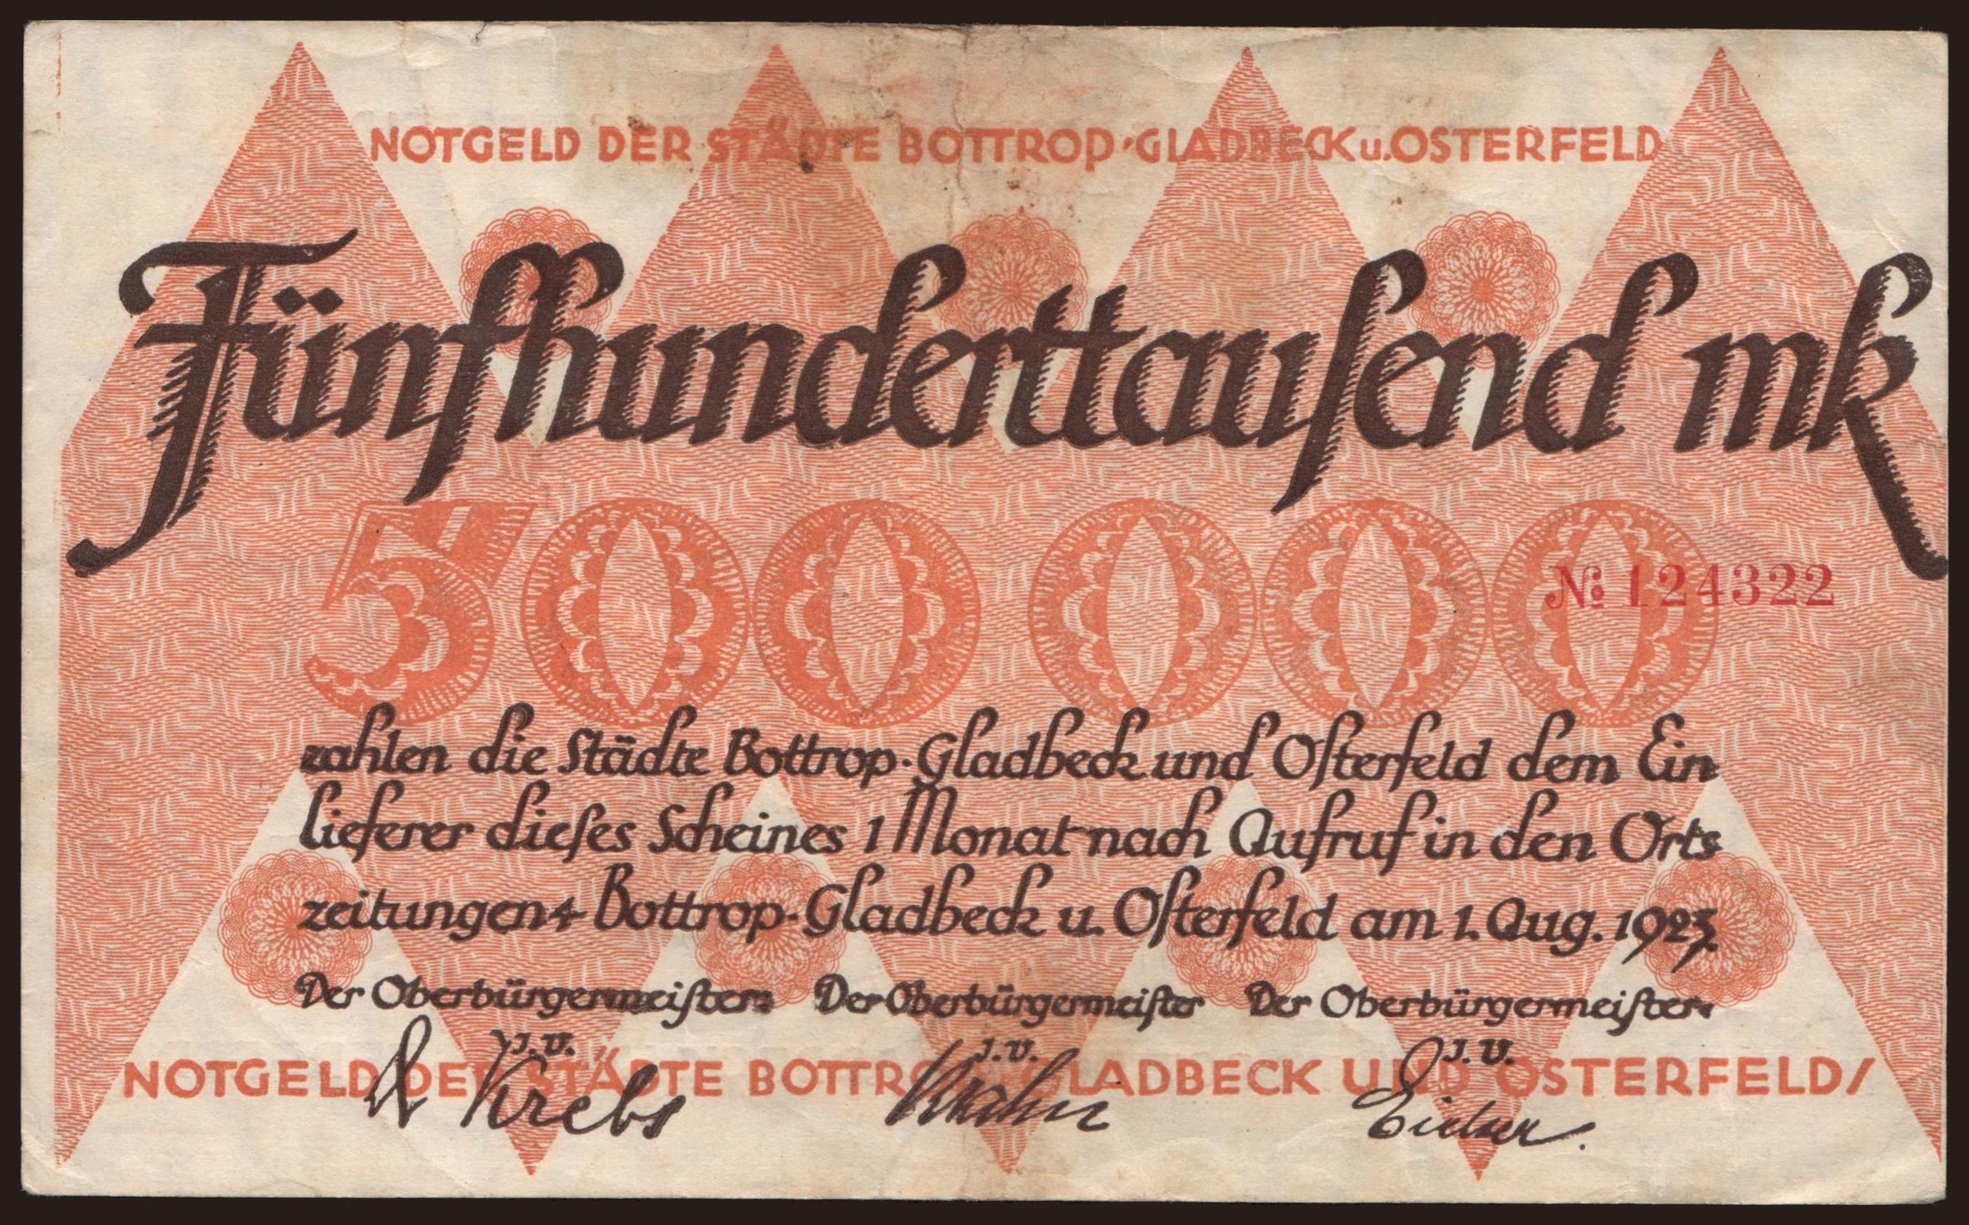 NOTGELD DER STÄDTE BOTTROP·GLADBECK u. OSTERFELD
Fünfhunderttauſend mk
500 000
№ 124322
zahlen die Städte Bottrop·Gladbeck und Oſterfeld dem Ein
lieferer dieſes Scheines 1 Monat nach Aufruf in den Orts
zeitungen + Bottrop·Gladbeck u. Oſterfeld am 1. Aug. 1923.
Der Oberbürgermeiſter: Der Oberbürgermeiſter Der Oberbürgermeiſter:
J.V. J.V. J.V.
Krebs
NOTGELD DER STÄDTE BOTTROP GLADBECK UND OSTERFELD/